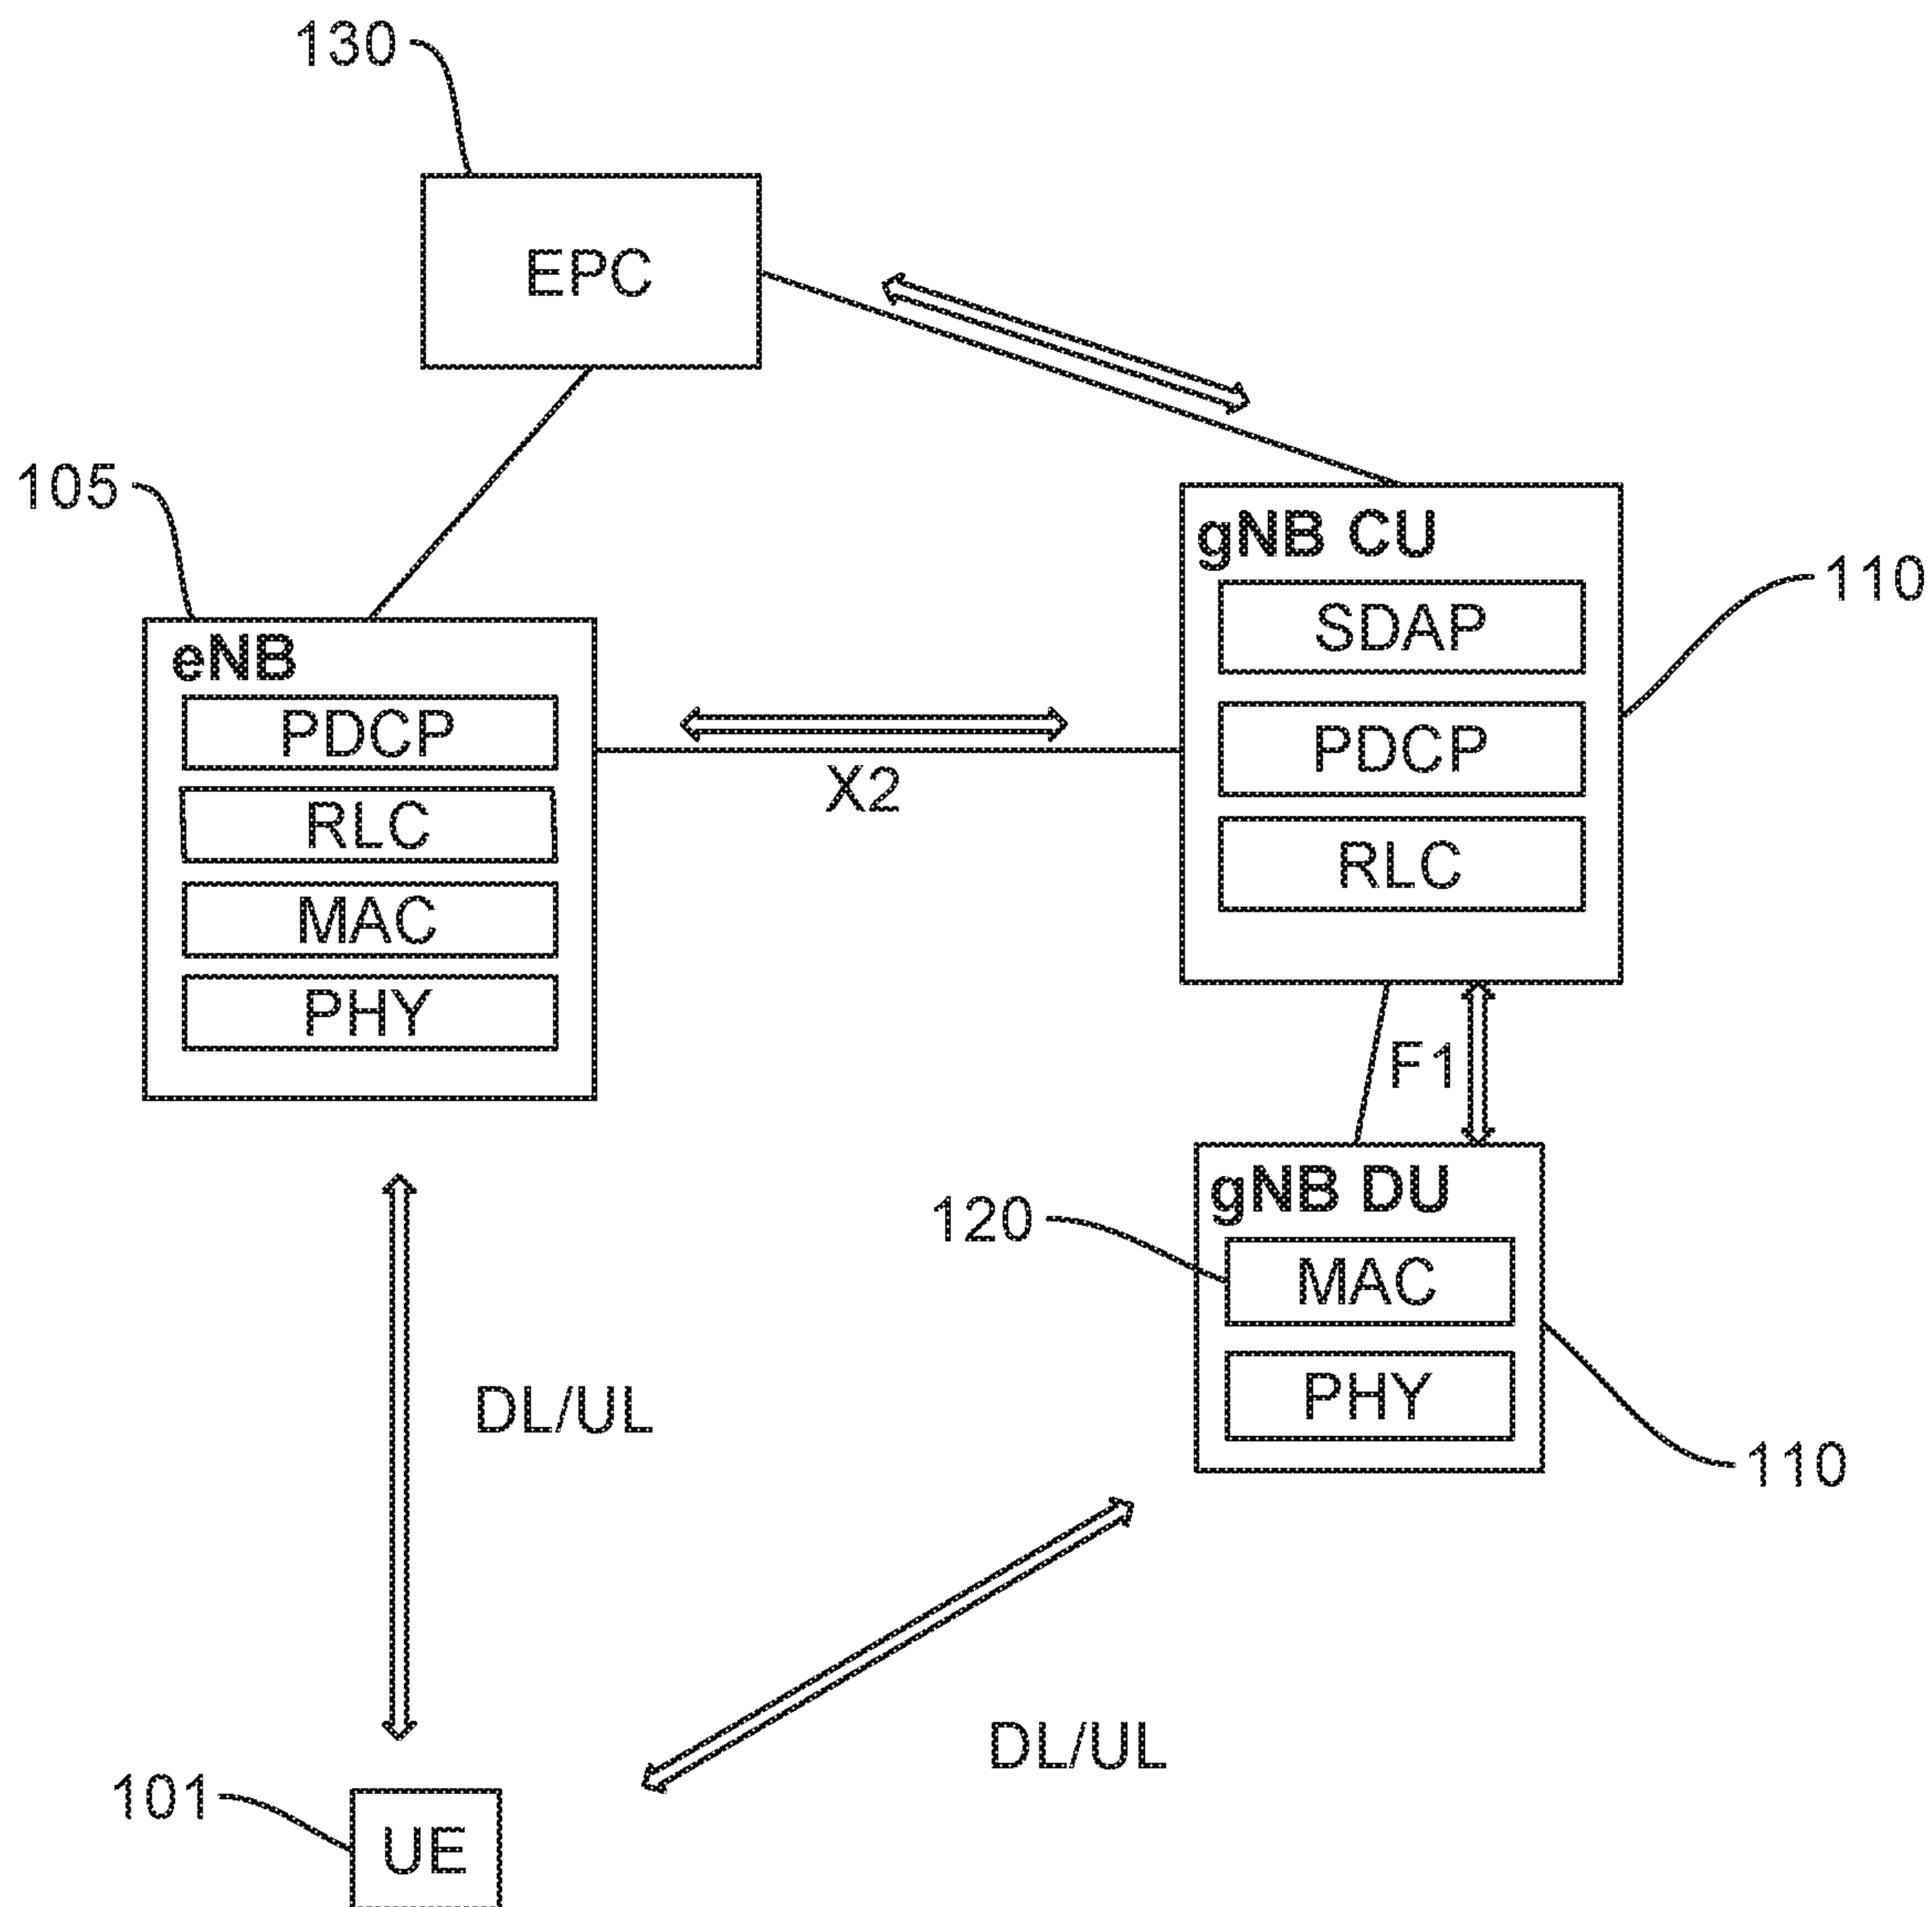 130
EPC
105
eNB
PDCP
RLC
MAC
PHY
X2
gNB CU
SDAP
PDCP
RLC
110
F1
gNB DU
120
MAC
PHY
110
DL/UL
DL/UL
101
UE